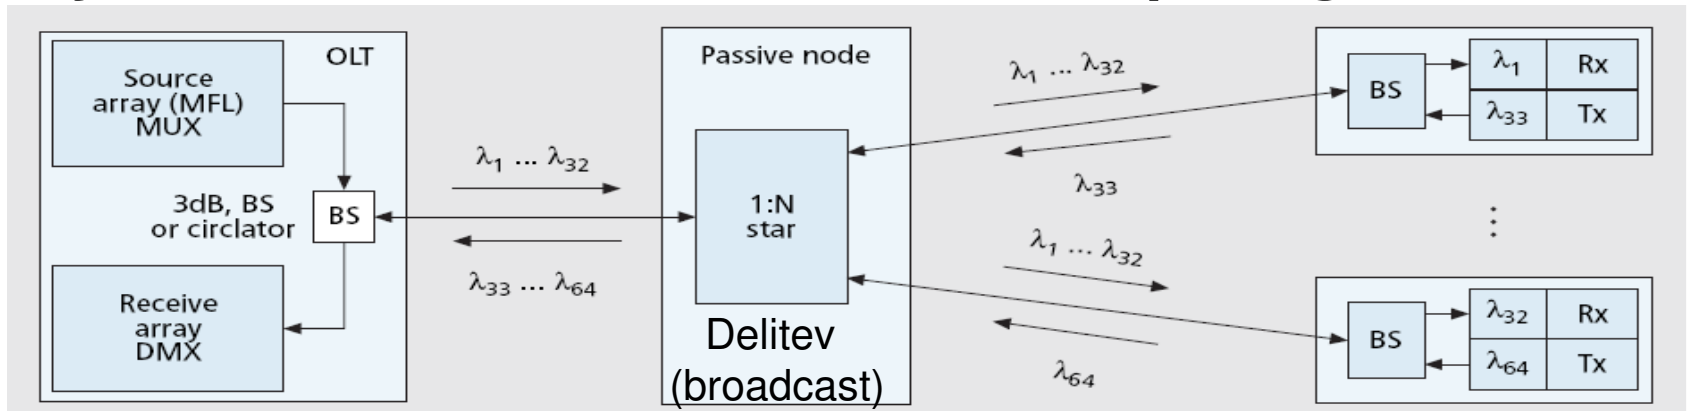 OLT
Source
array (MFL)
MUX
3dB, BS
or circlator
BS
Receive
array
DMX
λ1 ... λ32
λ33 ... λ64
Passive node
1:N
star
Delitev
(broadcast)
λ1 ... λ32
λ33
λ1 ... λ32
λ64
BS
λ1 Rx
λ33 Tx
⋮
BS
λ32 Rx
λ64 Tx